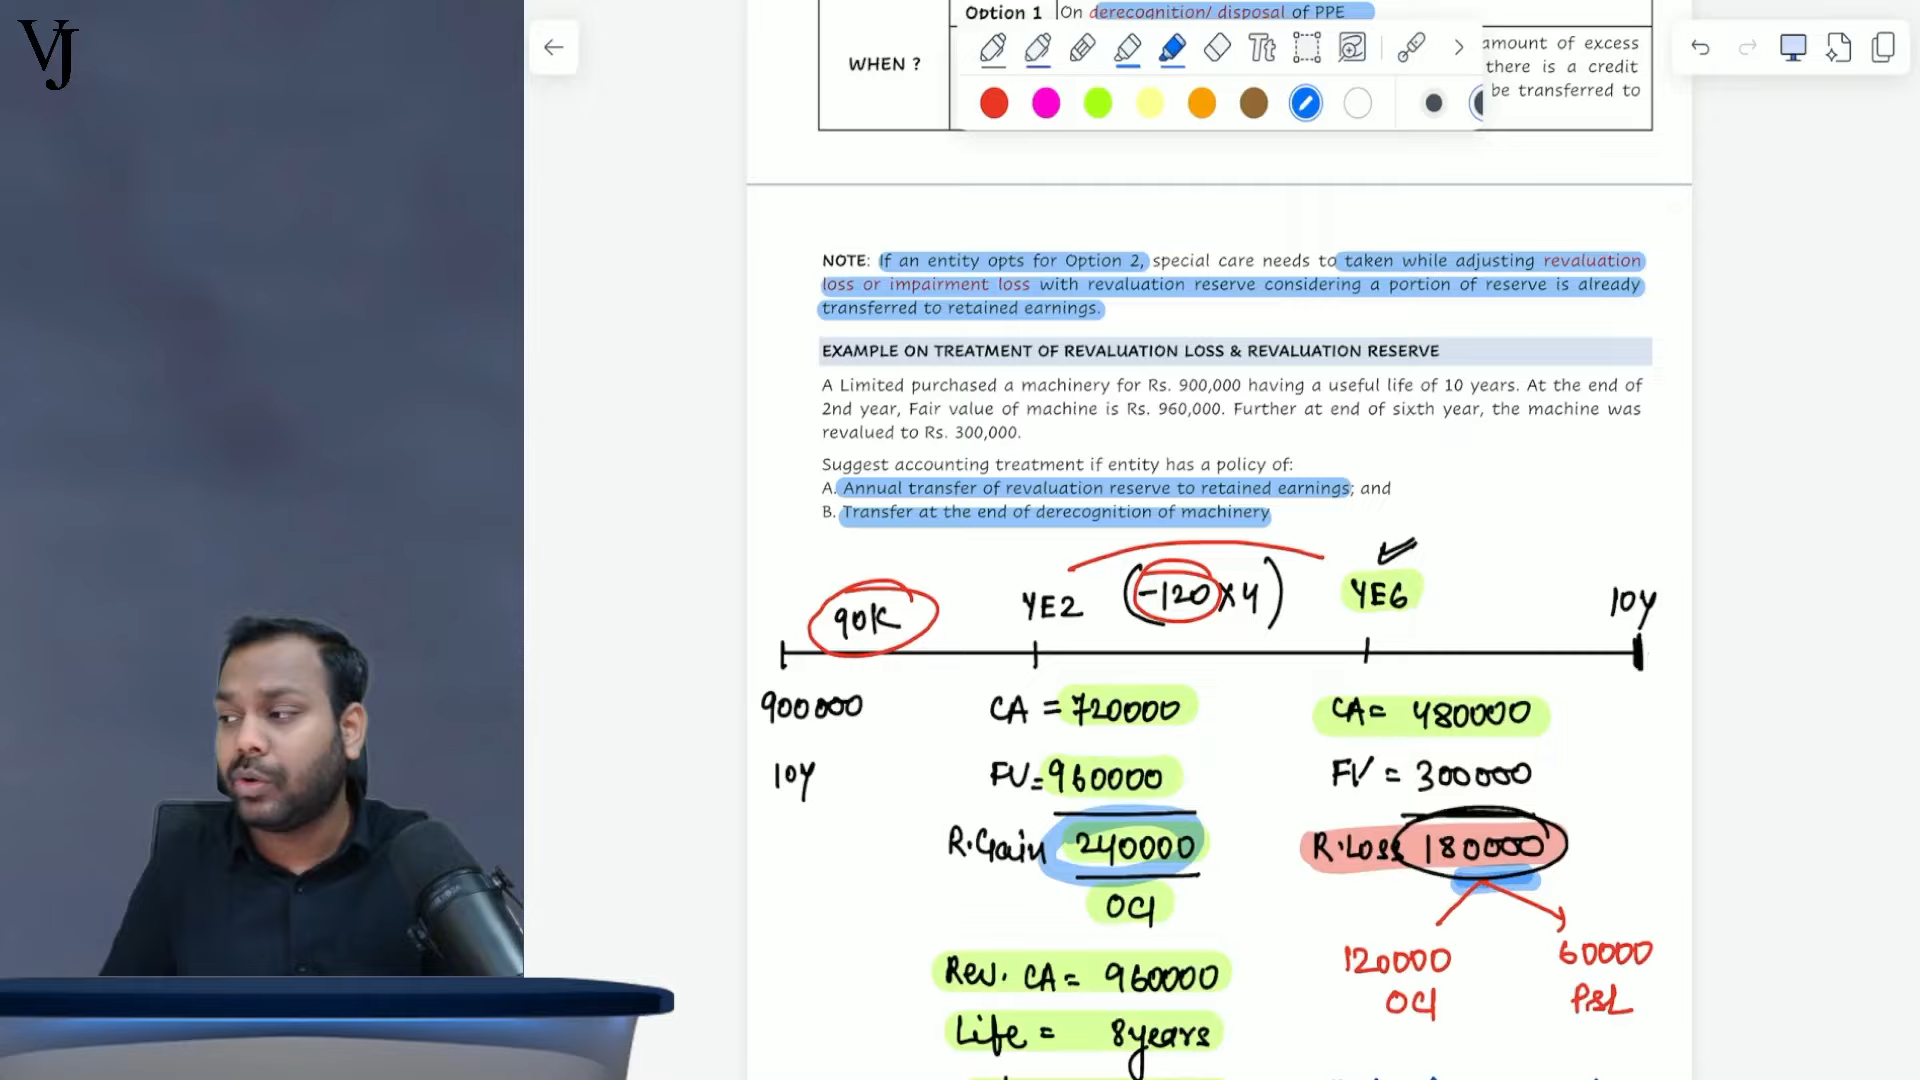 VJ
Option 1 On derecognition/ disposal of PPE
WHEN ?
amount of excess
there is a credit
be transferred to
Tt
NOTE: If an entity opts for Option 2, special care needs to taken while adjusting revaluation
loss or impairment loss with revaluation reserve considering a portion of reserve is already
transferred to retained earnings.
EXAMPLE ON TREATMENT OF REVALUATION LOSS & REVALUATION RESERVE
A Limited purchased a machinery for Rs. 900,000 having a useful life of 10 years. At the end of
2nd year, Fair value of machine is Rs. 960,000. Further at end of sixth year, the machine was
revalued to Rs. 300,000.
Suggest accounting treatment if entity has a policy of:
A. Annual transfer of revaluation reserve to retained earnings; and
B. Transfer at the end of derecognition of machinery
90K YE2 (-120 x 4) YE6 10Y
900000 CA = 720000 CA = 480000
10Y FV = 960000 FV = 300000
R.Gain 240000 R.Loss 180000
OCI
120000 60000
OCI P&L
Rev. CA = 960000
Life = 8 years